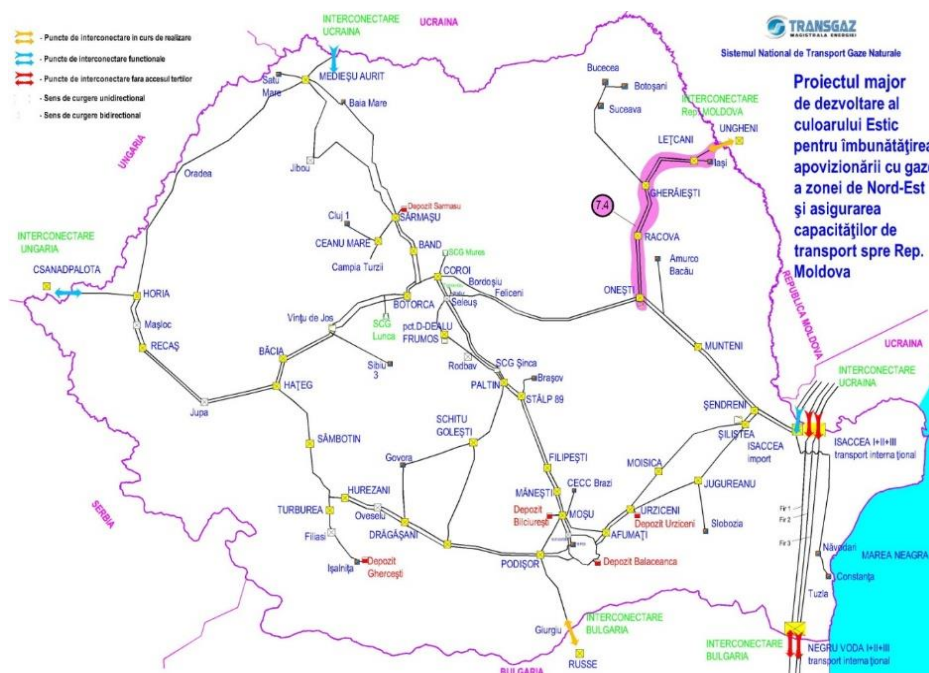 UCRAINA
INTERCONECTARE
UCRAINA
UCRAINA
TRANSGAZ
MAGISTRALA ENERGIEI
Sistemul National de Transport Gaze Naturale
- Puncte de interconectare in curs de realizare
- Puncte de interconectare functionale
- Puncte de interconectare fara accesul tertilor
- Sens de curgere unidirectional
- Sens de curgere bidirectional
Proiectul major
de dezvoltare al
culoarului Estic
pentru îmbunătățirea
apovizionării cu gaze
a zonei de Nord-Est
și asigurarea
capacităților de
transport spre Rep.
Moldova
MEDIEȘU AURIT
Satu
Mare
Baia Mare
Bucecea
Botoșani
Suceava
INTERCONECTARE
Rep. MOLDOVA
UNGHENI
LEȚCANI
Iași
UNGARIA
Oradea
Jibou
GHERĂIEȘTI
7.4
Depozit Sarmasu
SĂRMAȘU
Cluj 1
CEANU MARE
Campia Turzii
BAND
SCG Mures
RACOVA
INTERCONECTARE
UNGARIA
CSANADPALOTA
HORIA
COROI
Bordoșiu
Feliceni
Seleuș
BOTORCA
Amurco
Bacău
ONEȘTI
REPUBLICA MOLDOVA
Mașloc
RECAȘ
Vințu de Jos
SCG
Lunca
pct.D-DEALU
FRUMOS
MUNTENI
UCRAINA
BĂCIA
Sibiu
3
Rodbav
SCG Șinca
INTERCONECTARE
UCRAINA
HAȚEG
PALTIN
Brașov
STÂLP 89
Jupa
ȘENDRENI
ȘILIȘTEA
ISACCEA
import
ISACCEA I+II+III
transport internațional
SCHITU
GOLEȘTI
SÂMBOTIN
Govora
FILIPEȘTI
MOISICA
JUGUREANU
MĂNEȘTI
CECC Brazi
HUREZANI
TURBUREA
Oveselu
Depozit
Bilciurești
MOȘU
URZICENI
Depozit Urziceni
Slobozia
SERBIA
Filiasi
DRĂGĂȘANI
AFUMAȚI
Fir 1
Fir 2
Fir 3
Năvodari
MAREA NEAGRĂ
Ișalnița
Depozit
Ghercești
PODIȘOR
Depozit Balaceanca
Constanța
Tuzla
Giurgiu
INTERCONECTARE
BULGARIA
RUSSE
BULGARIA
INTERCONECTARE
BULGARIA
NEGRU VODA I+II+III
transport internațional